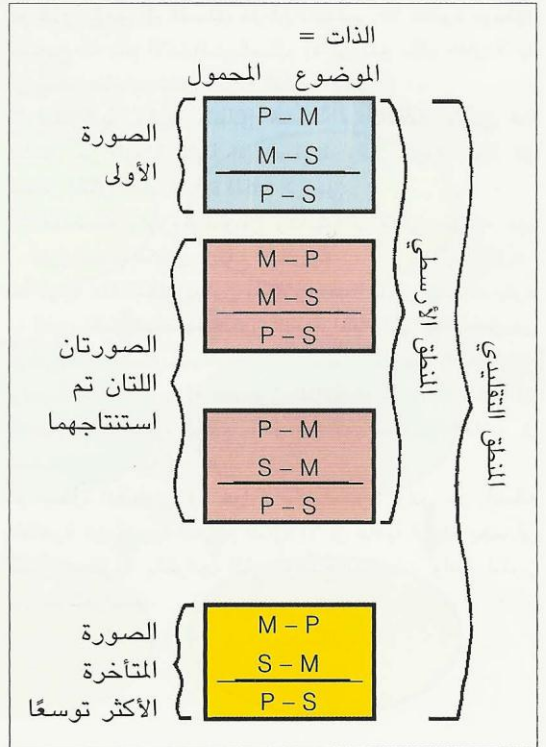 الذات =
الموضوع المحمول
P – M
M – S
P – S
الصورة
الأولى
M – P
M – S
P – S
الصورتان
اللتان تم
استنتاجهما
P – M
S – M
P – S
المنطق الأرسطي
المنطق التقليدي
M – P
S – M
P – S
الصورة
المتأخرة
الأكثر توسعًا